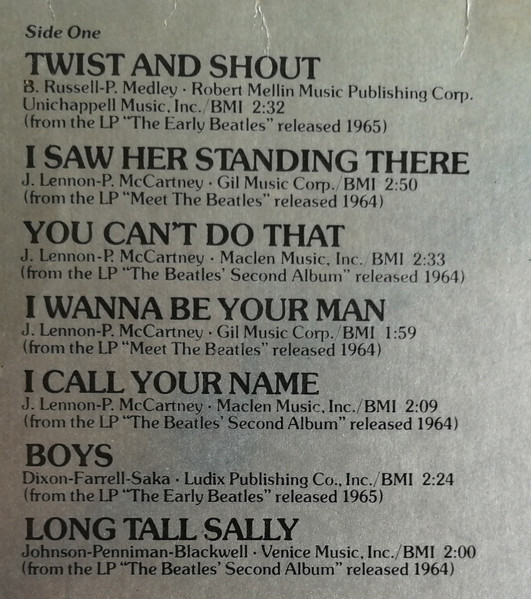 Side One
TWIST AND SHOUT
B. Russell-P. Medley · Robert Mellin Music Publishing Corp.
Unichappell Music, Inc./BMI 2:32
(from the LP "The Early Beatles" released 1965)
I SAW HER STANDING THERE
J. Lennon-P. McCartney · Gil Music Corp./BMI 2:50
(from the LP "Meet The Beatles" released 1964)
YOU CAN'T DO THAT
J. Lennon-P. McCartney · Maclen Music, Inc./BMI 2:33
(from the LP "The Beatles' Second Album" released 1964)
I WANNA BE YOUR MAN
J. Lennon-P. McCartney · Gil Music Corp./BMI 1:59
(from the LP "Meet The Beatles" released 1964)
I CALL YOUR NAME
J. Lennon-P. McCartney · Maclen Music, Inc./BMI 2:09
(from the LP "The Beatles' Second Album" released 1964)
BOYS
Dixon-Farrell-Saka · Ludix Publishing Co., Inc./BMI 2:24
(from the LP "The Early Beatles" released 1965)
LONG TALL SALLY
Johnson-Penniman-Blackwell · Venice Music, Inc./BMI 2:00
(from the LP "The Beatles' Second Album" released 1964)